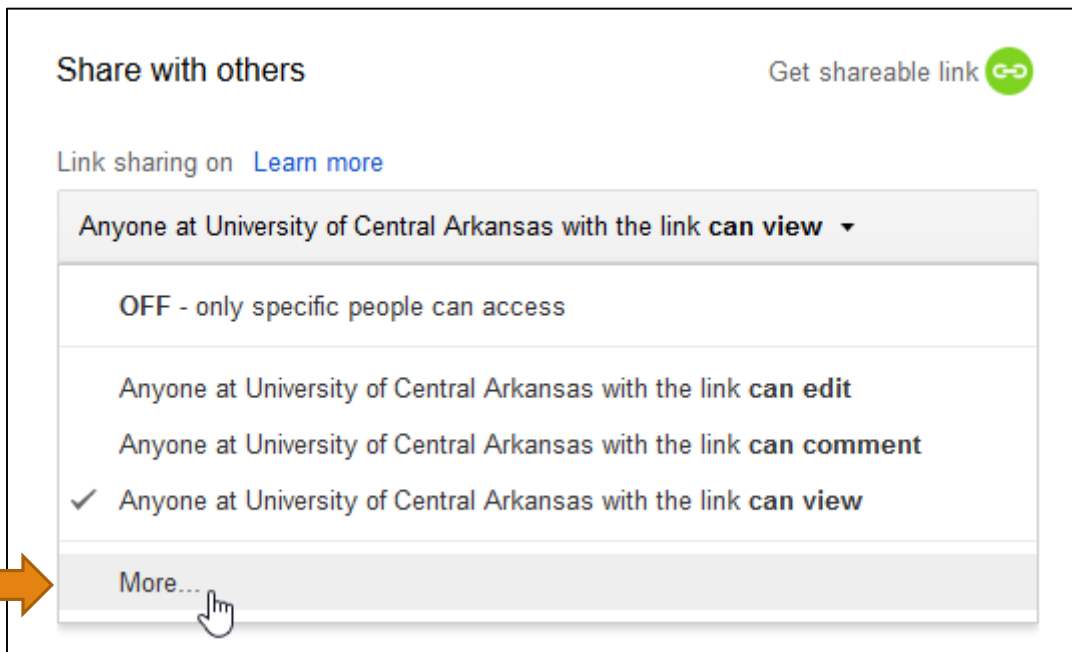 Share with others
Get shareable link
Link sharing on Learn more
Anyone at University of Central Arkansas with the link can view
OFF - only specific people can access
Anyone at University of Central Arkansas with the link can edit
Anyone at University of Central Arkansas with the link can comment
Anyone at University of Central Arkansas with the link can view
More...